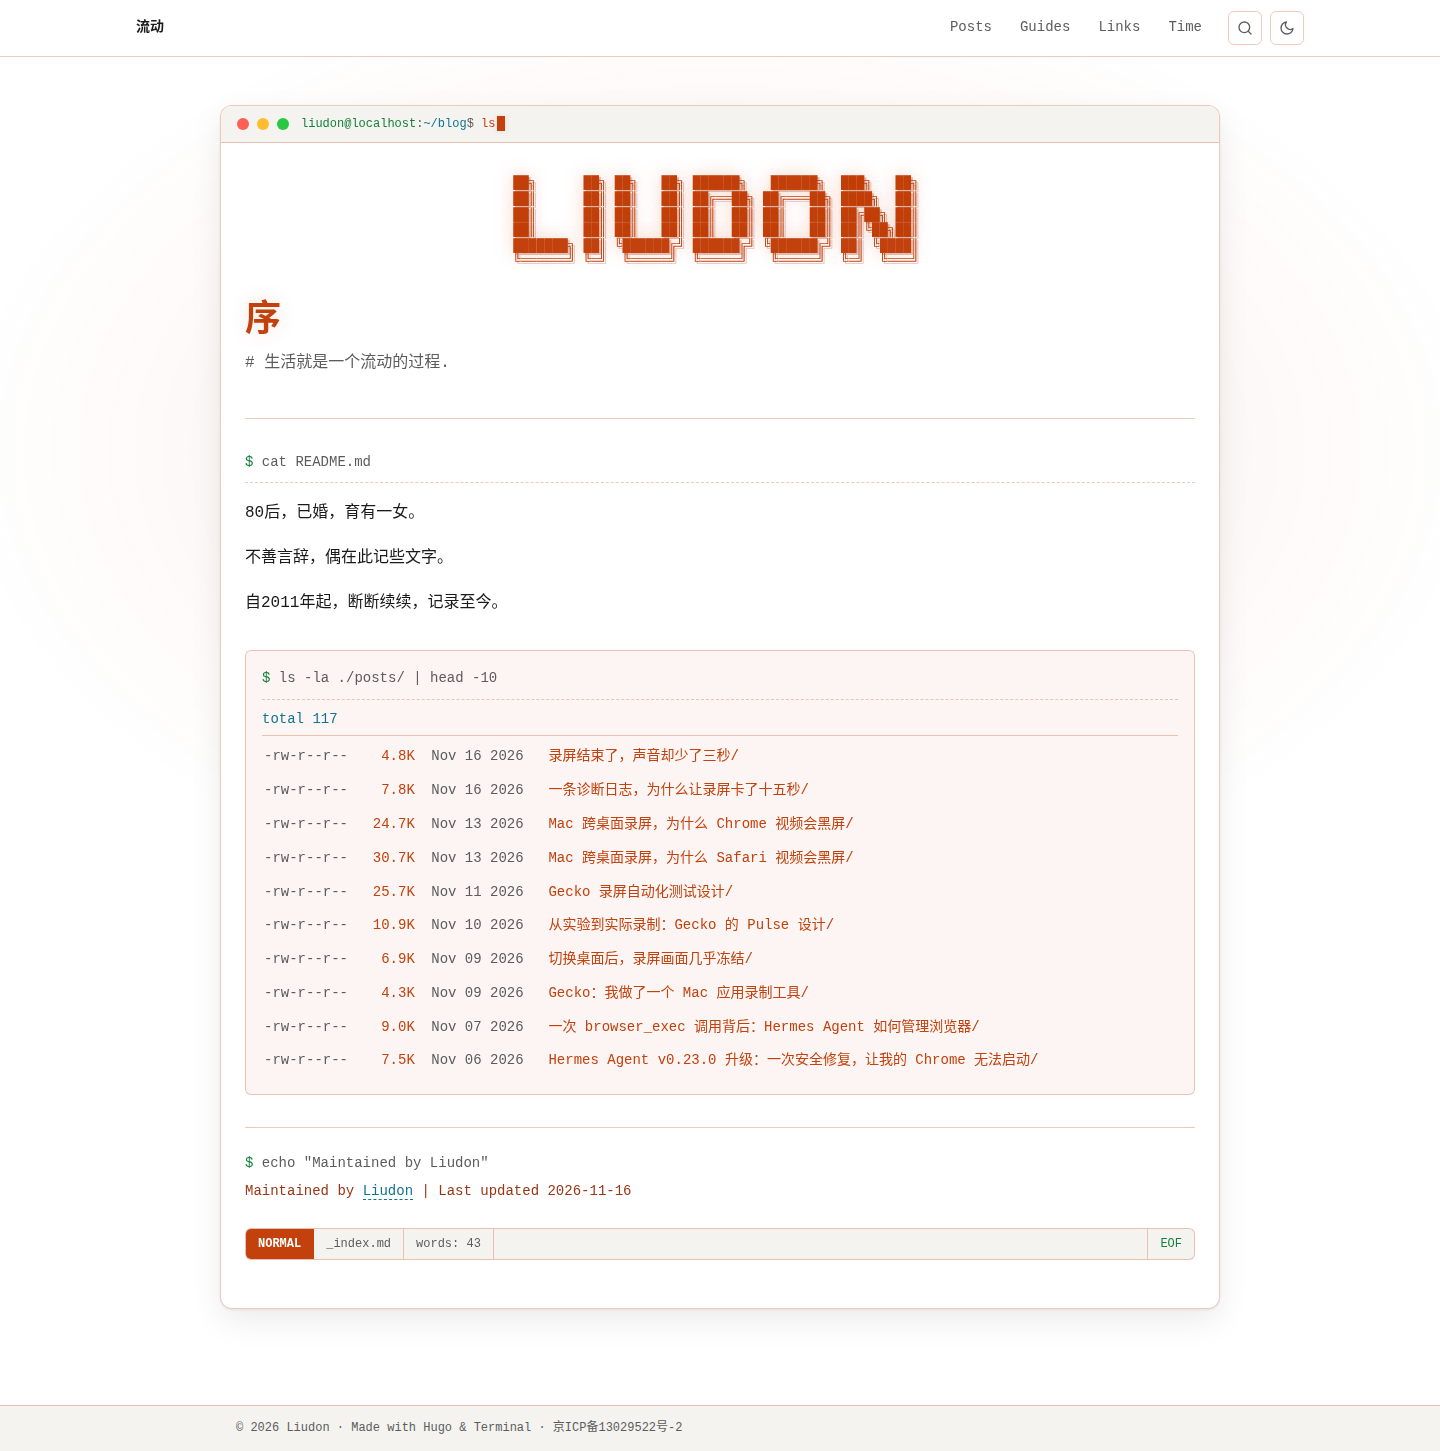 流动
Posts Guides Links Time
liudon@localhost:~/blog$ ls
LIUDON
序
# 生活就是一个流动的过程.
$ cat README.md
80后，已婚，育有一女。
不善言辞，偶在此记些文字。
自2011年起，断断续续，记录至今。
$ ls -la ./posts/ | head -10
total 117
-rw-r--r-- 4.8K Nov 16 2026 录屏结束了，声音却少了三秒/
-rw-r--r-- 7.8K Nov 16 2026 一条诊断日志，为什么让录屏卡了十五秒/
-rw-r--r-- 24.7K Nov 13 2026 Mac 跨桌面录屏，为什么 Chrome 视频会黑屏/
-rw-r--r-- 30.7K Nov 13 2026 Mac 跨桌面录屏，为什么 Safari 视频会黑屏/
-rw-r--r-- 25.7K Nov 11 2026 Gecko 录屏自动化测试设计/
-rw-r--r-- 10.9K Nov 10 2026 从实验到实际录制：Gecko 的 Pulse 设计/
-rw-r--r-- 6.9K Nov 09 2026 切换桌面后，录屏画面几乎冻结/
-rw-r--r-- 4.3K Nov 09 2026 Gecko：我做了一个 Mac 应用录制工具/
-rw-r--r-- 9.0K Nov 07 2026 一次 browser_exec 调用背后：Hermes Agent 如何管理浏览器/
-rw-r--r-- 7.5K Nov 06 2026 Hermes Agent v0.23.0 升级：一次安全修复，让我的 Chrome 无法启动/
$ echo "Maintained by Liudon"
Maintained by Liudon | Last updated 2026-11-16
NORMAL _index.md words: 43 EOF
© 2026 Liudon · Made with Hugo & Terminal · 京ICP备13029522号-2